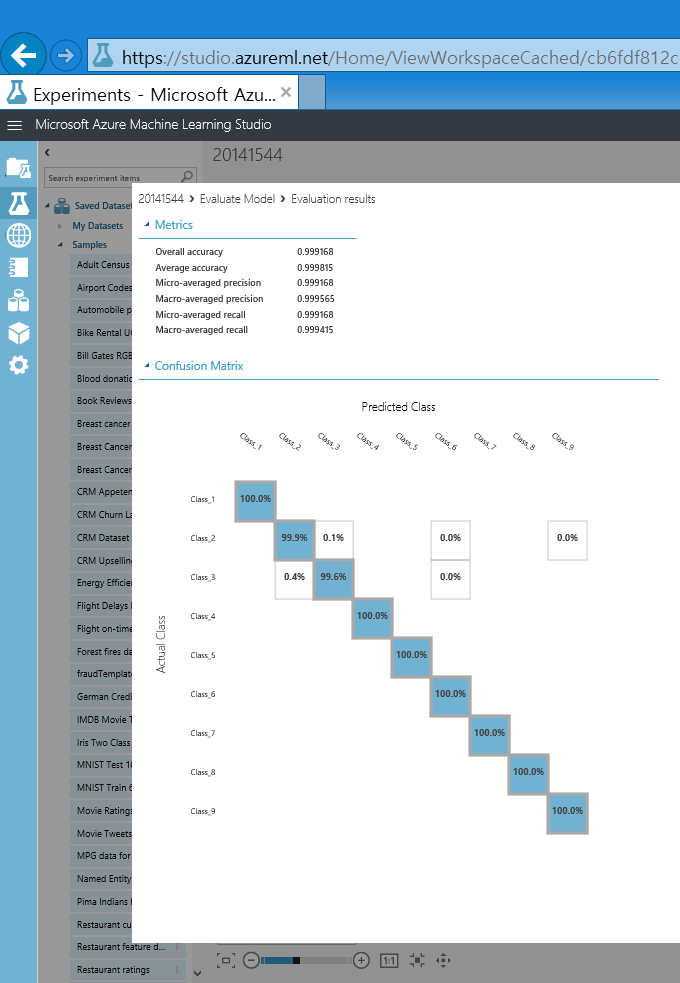 https://studio.azureml.net/Home/ViewWorkspaceCached/cb6fdf812c
Experiments - Microsoft Azu... ×
Microsoft Azure Machine Learning Studio
20141544
Search experiment items
Saved Dataset
My Datasets
Samples
Adult Census
Airport Codes
Automobile p
Bike Rental U
Bill Gates RGB
Blood donatio
Book Reviews
Breast cancer
Breast Cancer
Breast Cancer
CRM Appeten
CRM Churn La
CRM Dataset
CRM Upselling
Energy Efficie
Flight Delays
Flight on-time
Forest fires da
fraudTemplat
German Credi
IMDB Movie T
Iris Two Class
MNIST Test 10
MNIST Train 6
Movie Ratings
Movie Tweets
MPG data for
Named Entity
Pima Indians
Restaurant cu
Restaurant feature d...
Restaurant ratings
20141544 › Evaluate Model › Evaluation results
Metrics
Overall accuracy 0.999168
Average accuracy 0.999815
Micro-averaged precision 0.999168
Macro-averaged precision 0.999565
Micro-averaged recall 0.999168
Macro-averaged recall 0.999415
Confusion Matrix
Predicted Class
Class_1 Class_2 Class_3 Class_4 Class_5 Class_6 Class_7 Class_8 Class_9
Actual Class
Class_1 100.0%
Class_2 99.9% 0.1% 0.0% 0.0%
Class_3 0.4% 99.6% 0.0%
Class_4 100.0%
Class_5 100.0%
Class_6 100.0%
Class_7 100.0%
Class_8 100.0%
Class_9 100.0%
1:1